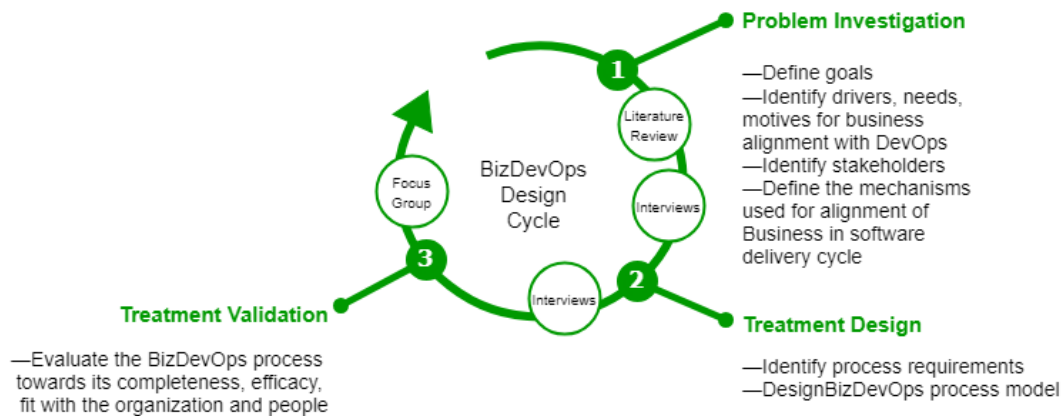 Problem Investigation
1
—Define goals
—Identify drivers, needs,
motives for business
alignment with DevOps
—Identify stakeholders
—Define the mechanisms
used for alignment of
Business in software
delivery cycle
Literature
Review
BizDevOps
Design
Cycle
Interviews
Focus
Group
2
Treatment Design
—Identify process requirements
—DesignBizDevOps process model
Interviews
3
Treatment Validation
—Evaluate the BizDevOps process
towards its completeness, efficacy,
fit with the organization and people